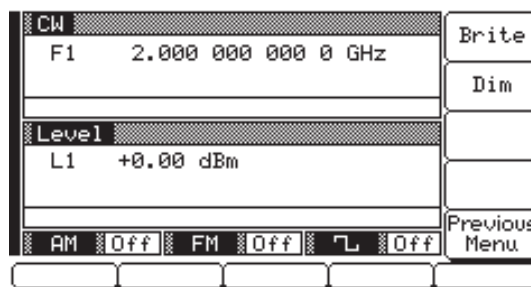 CW
F1 2.000 000 000 0 GHz
Level
L1 +0.00 dBm
AM Off FM Off Off
Brite
Dim
Previous
Menu